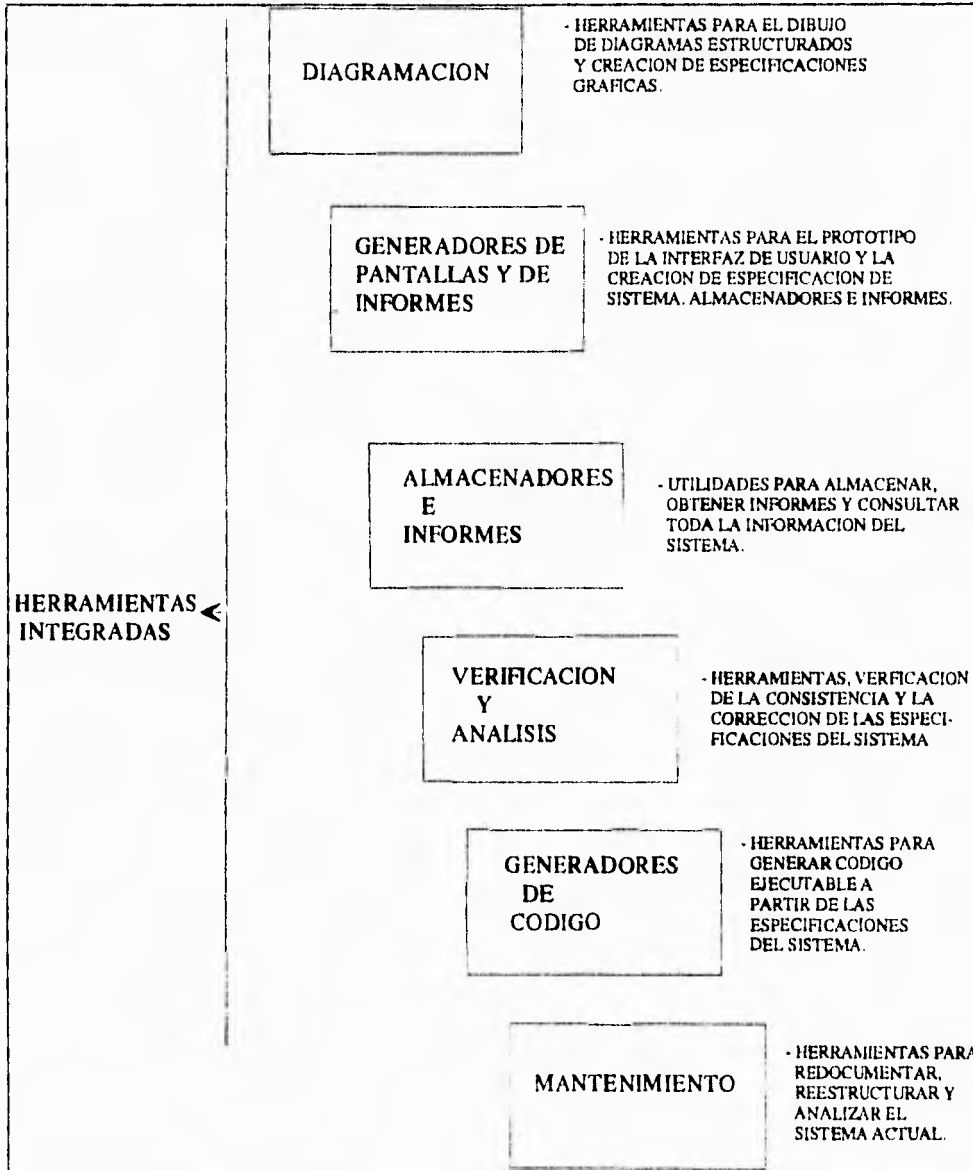 DIAGRAMACION
- HERRAMIENTAS PARA EL DIBUJO
DE DIAGRAMAS ESTRUCTURADOS
Y CREACION DE ESPECIFICACIONES
GRAFICAS.
GENERADORES DE
PANTALLAS Y DE
INFORMES
- HERRAMIENTAS PARA EL PROTOTIPO
DE LA INTERFAZ DE USUARIO Y LA
CREACION DE ESPECIFICACION DE
SISTEMA. ALMACENADORES E INFORMES.
ALMACENADORES
E
INFORMES
- UTILIDADES PARA ALMACENAR,
OBTENER INFORMES Y CONSULTAR
TODA LA INFORMACION DEL
SISTEMA.
HERRAMIENTAS
INTEGRADAS
VERIFICACION
Y
ANALISIS
- HERRAMIENTAS, VERFICACION
DE LA CONSISTENCIA Y LA
CORRECCION DE LAS ESPECI-
FICACIONES DEL SISTEMA
GENERADORES
DE
CODIGO
- HERRAMIENTAS PARA
GENERAR CODIGO
EJECUTABLE A
PARTIR DE LAS
ESPECIFICACIONES
DEL SISTEMA.
MANTENIMIENTO
- HERRAMIENTAS PARA
REDOCUMENTAR,
REESTRUCTURAR Y
ANALIZAR EL
SISTEMA ACTUAL.